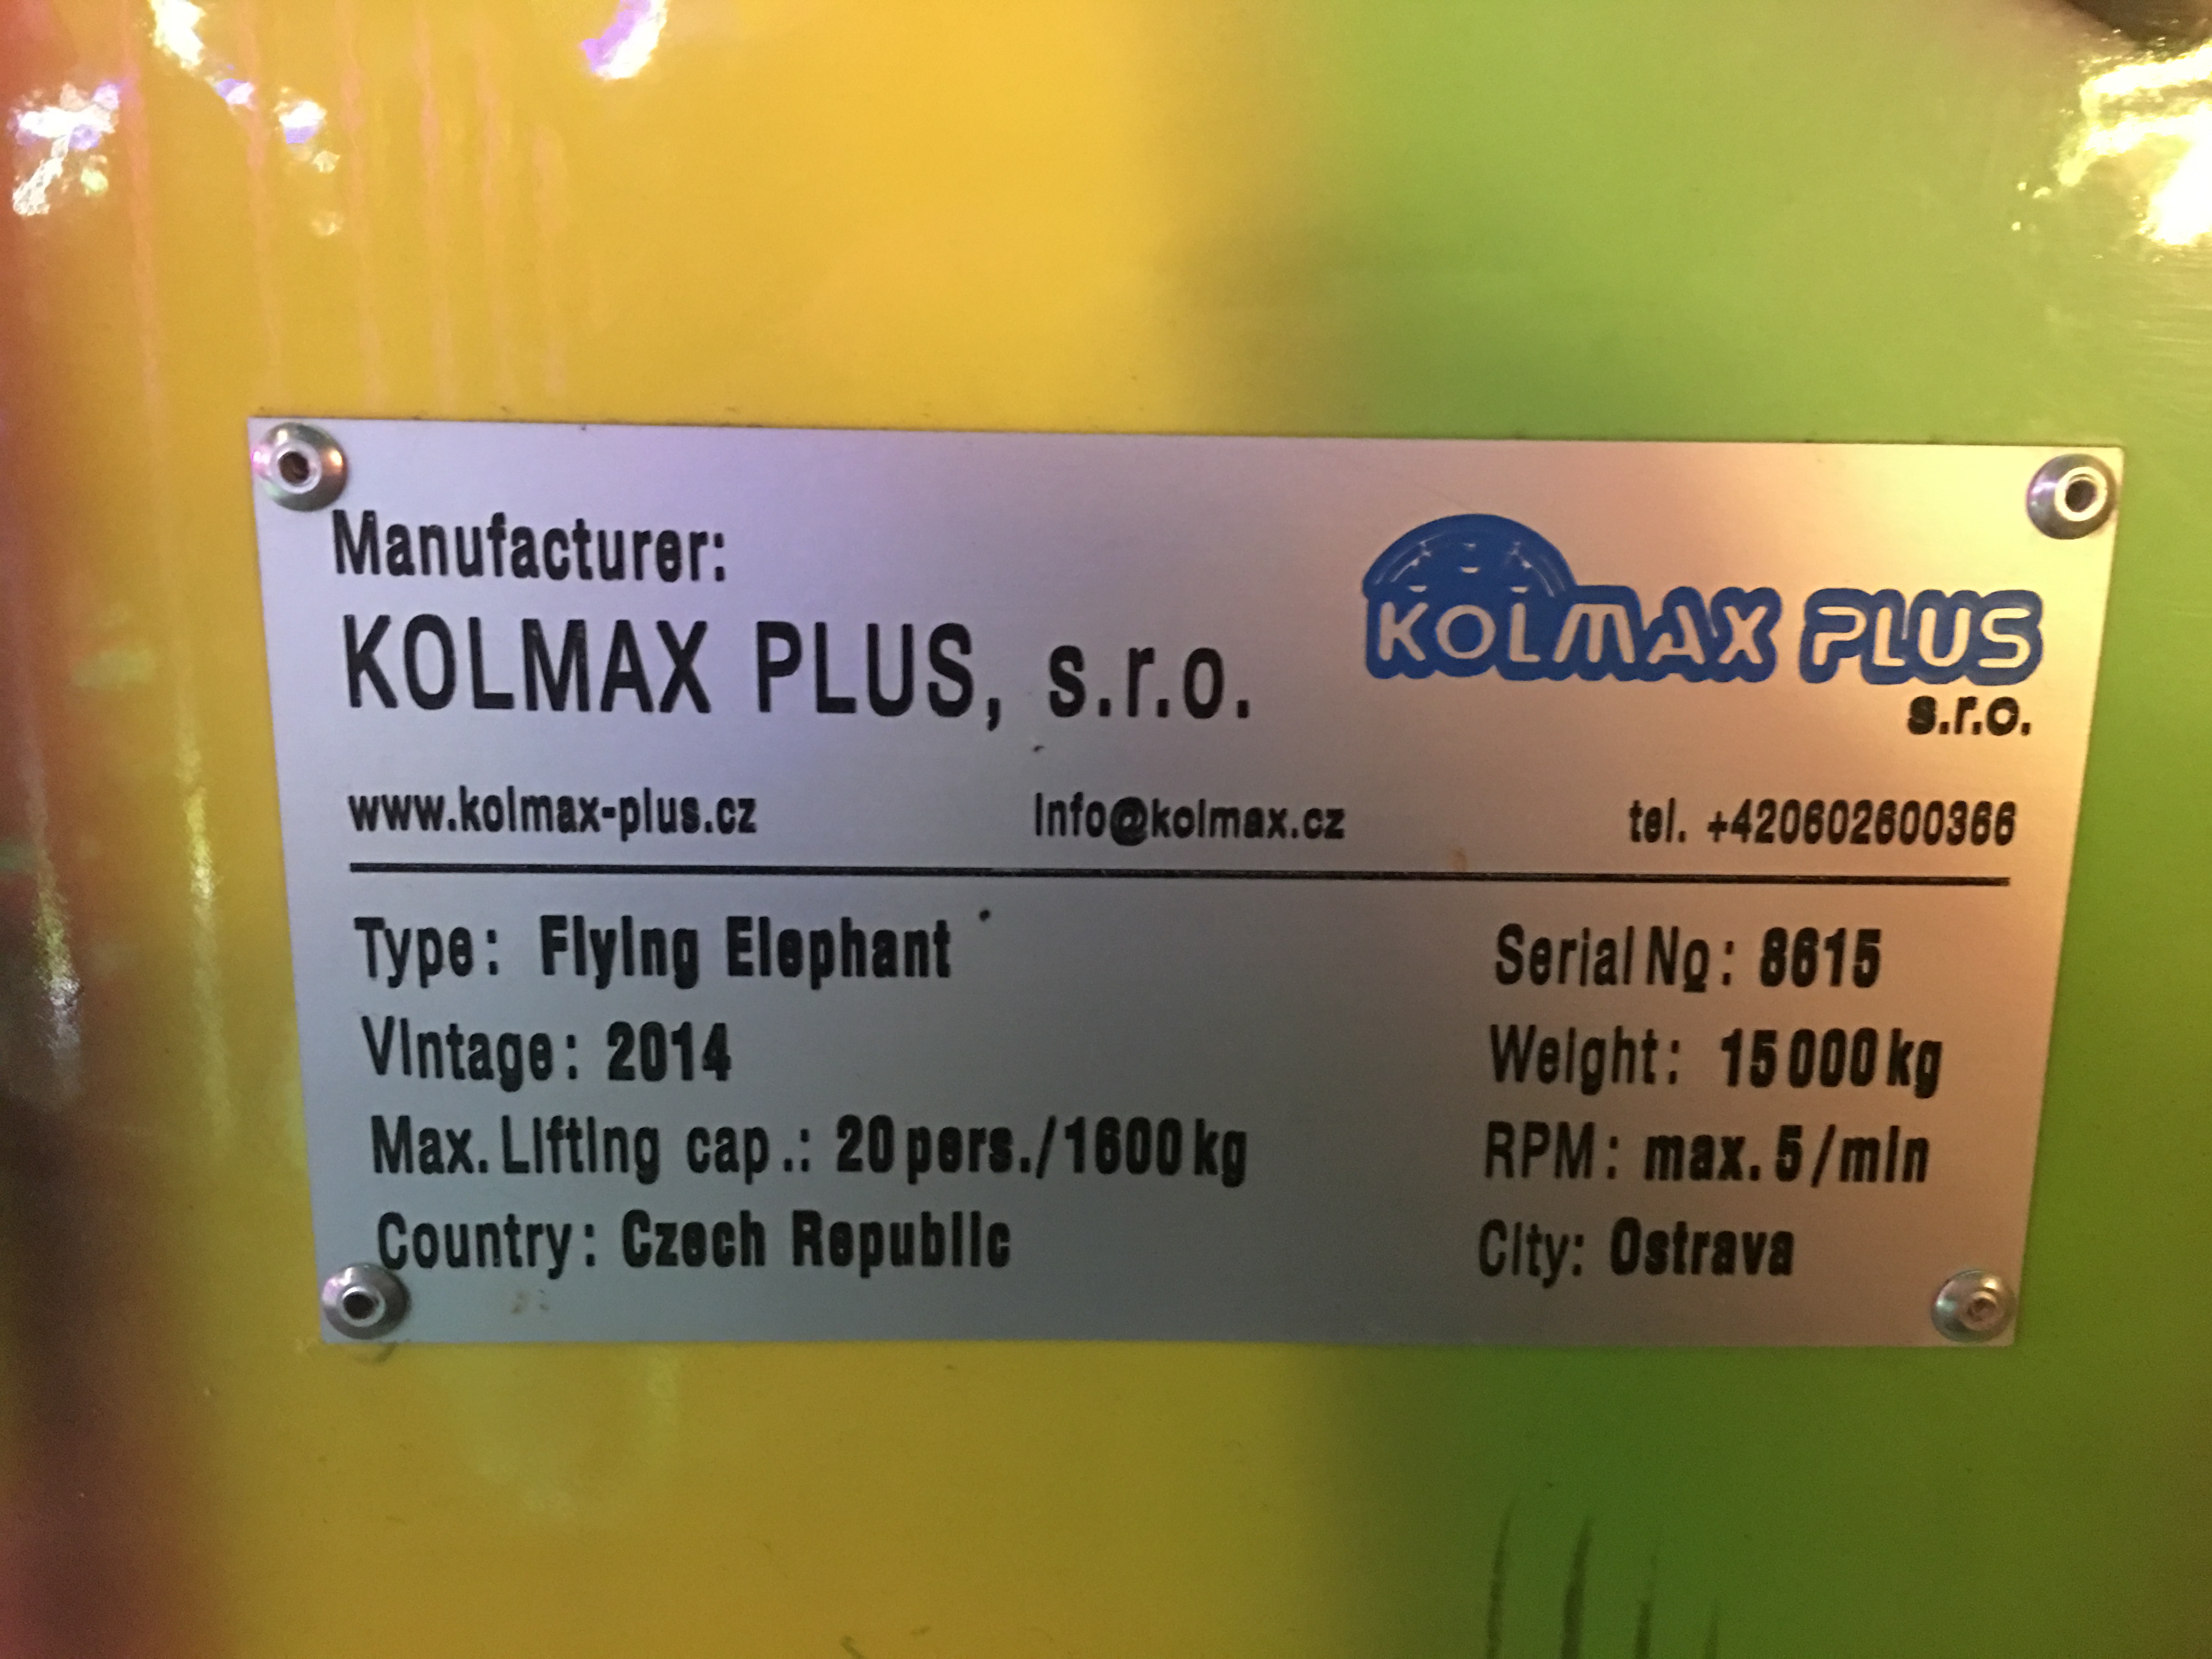 Manufacturer:
KOLMAX PLUS, s.r.o.
KOLMAX PLUS
s.r.o.
www.kolmax-plus.cz Info@kolmax.cz tel. +420602600366
Type: Flying Elephant Serial No: 8615
Vintage: 2014 Weight: 15000kg
Max. Lifting cap.: 20pers./1600kg RPM: max. 5/min
Country: Czech Republic City: Ostrava